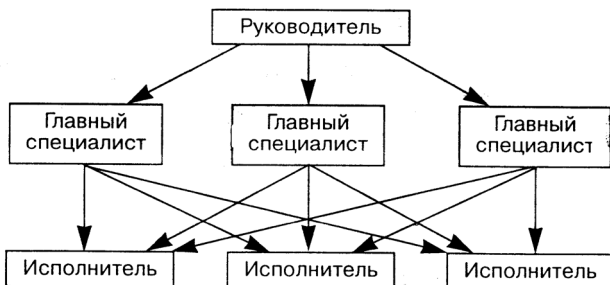 Руководитель
Главный
специалист
Главный
специалист
Главный
специалист
Исполнитель
Исполнитель
Исполнитель